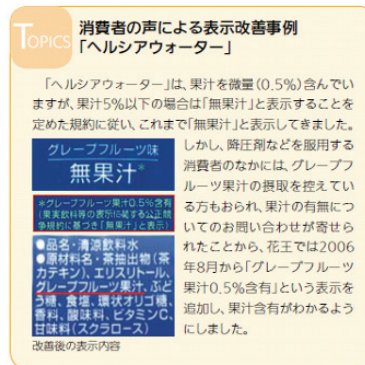 TOPICS
消費者の声による表示改善事例
「ヘルシアウォーター」
「ヘルシアウォーター」は、果汁を微量(0.5%)含んでい
ますが、果汁5%以下の場合は「無果汁」と表示することを
定めた規約に従い、これまで「無果汁」と表示してきました。
しかし、降圧剤などを服用する
消費者のなかには、グレープフ
ルーツ果汁の摂取を控えてい
る方もおられ、果汁の有無につ
いてのお問い合わせが寄せら
れたことから、花王では2006
年8月から「グレープフルーツ
果汁0.5%含有」という表示を
追加し、果汁含有がわかるよう
にしました。
グレープフルーツ味
無果汁*
*グレープフルーツ果汁0.5%含有
(果実飲料等の表示に関する公正競
争規約に基づき「無果汁」と表示)
●品名・清涼飲料水
●原材料名・茶抽出物(茶
カテキン)、エリスリトール、
グレープフルーツ果汁、ぶど
う糖、食塩、環状オリゴ糖、
香料、酸味料、ビタミンC、
甘味料(スクラロース)
改善後の表示内容